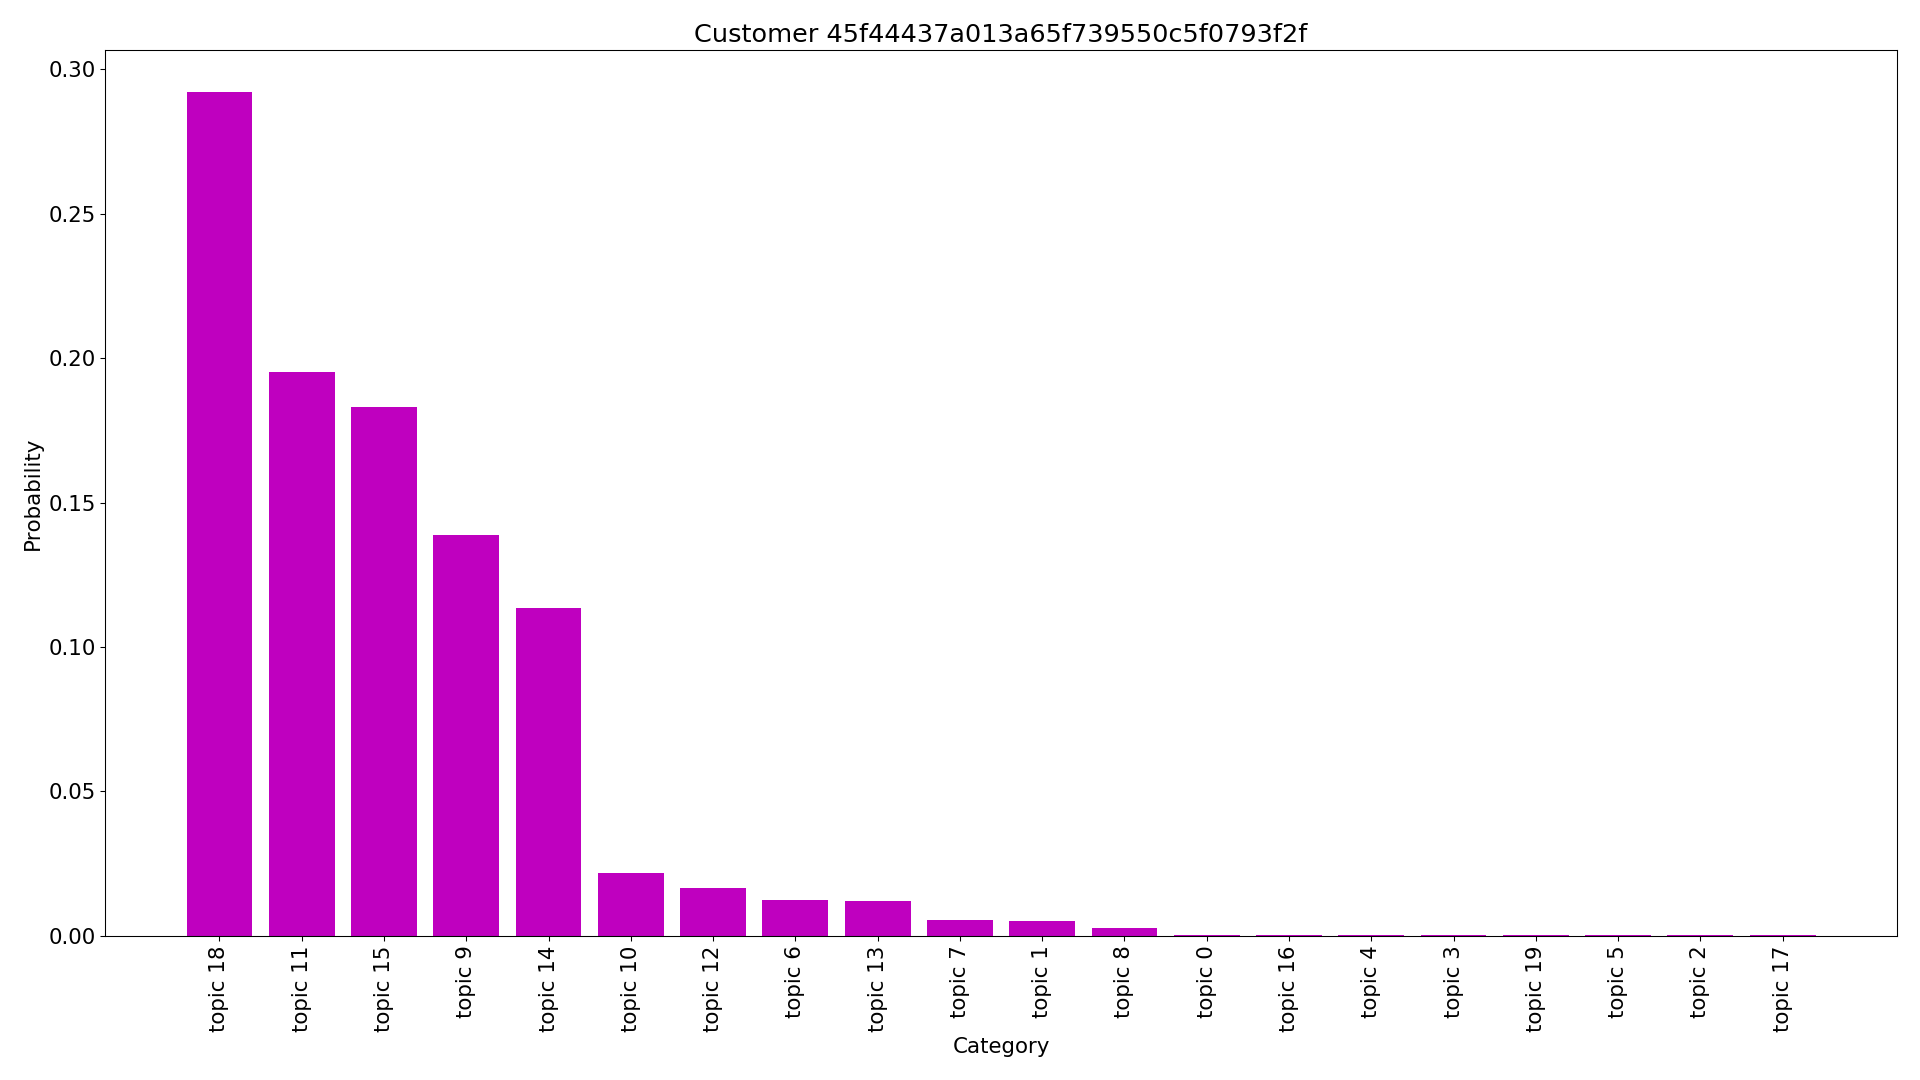 Customer 45f44437a013a65f739550c5f0793f2f
Probability
0.30
0.25
0.20
0.15
0.10
0.05
0.00
topic 18
topic 11
topic 15
topic 9
topic 14
topic 10
topic 12
topic 6
topic 13
topic 7
topic 1
topic 8
topic 0
topic 16
topic 4
topic 3
topic 19
topic 5
topic 2
topic 17
Category